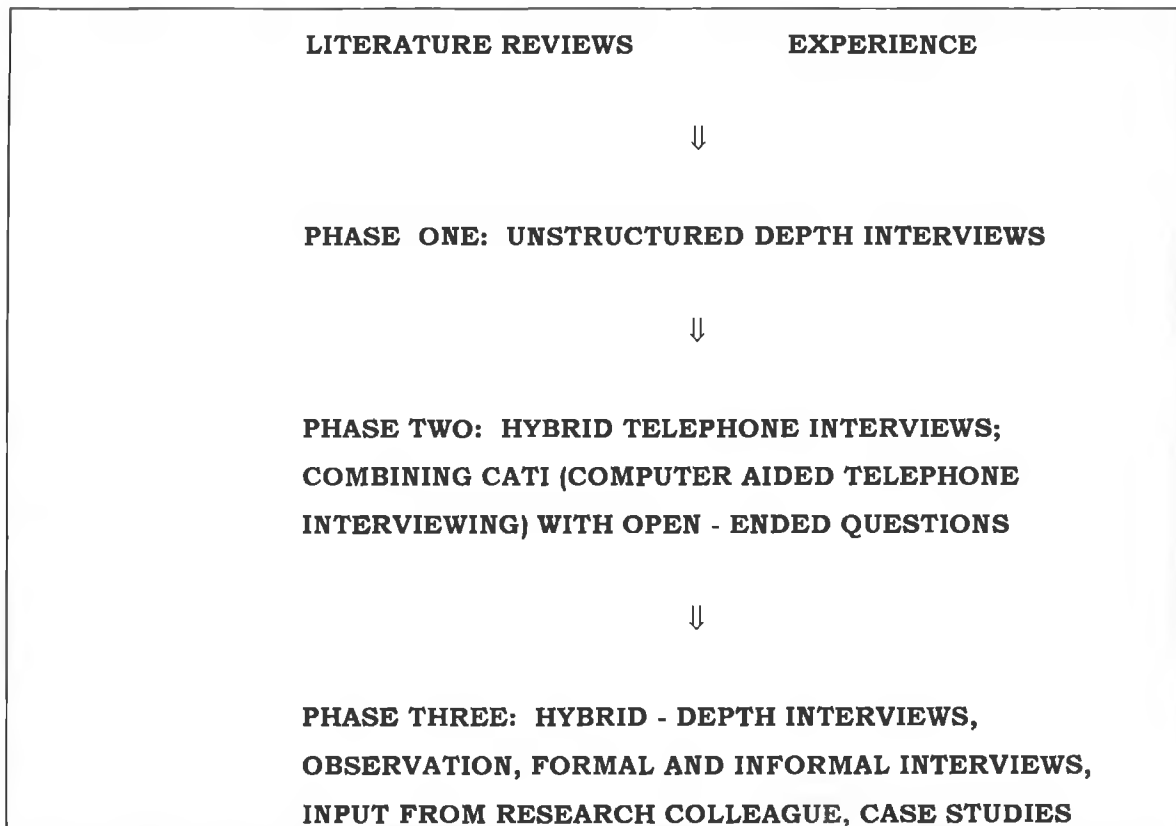 LITERATURE REVIEWS EXPERIENCE
⇓
PHASE ONE: UNSTRUCTURED DEPTH INTERVIEWS
⇓
PHASE TWO: HYBRID TELEPHONE INTERVIEWS;
COMBINING CATI (COMPUTER AIDED TELEPHONE
INTERVIEWING) WITH OPEN - ENDED QUESTIONS
⇓
PHASE THREE: HYBRID - DEPTH INTERVIEWS,
OBSERVATION, FORMAL AND INFORMAL INTERVIEWS,
INPUT FROM RESEARCH COLLEAGUE, CASE STUDIES